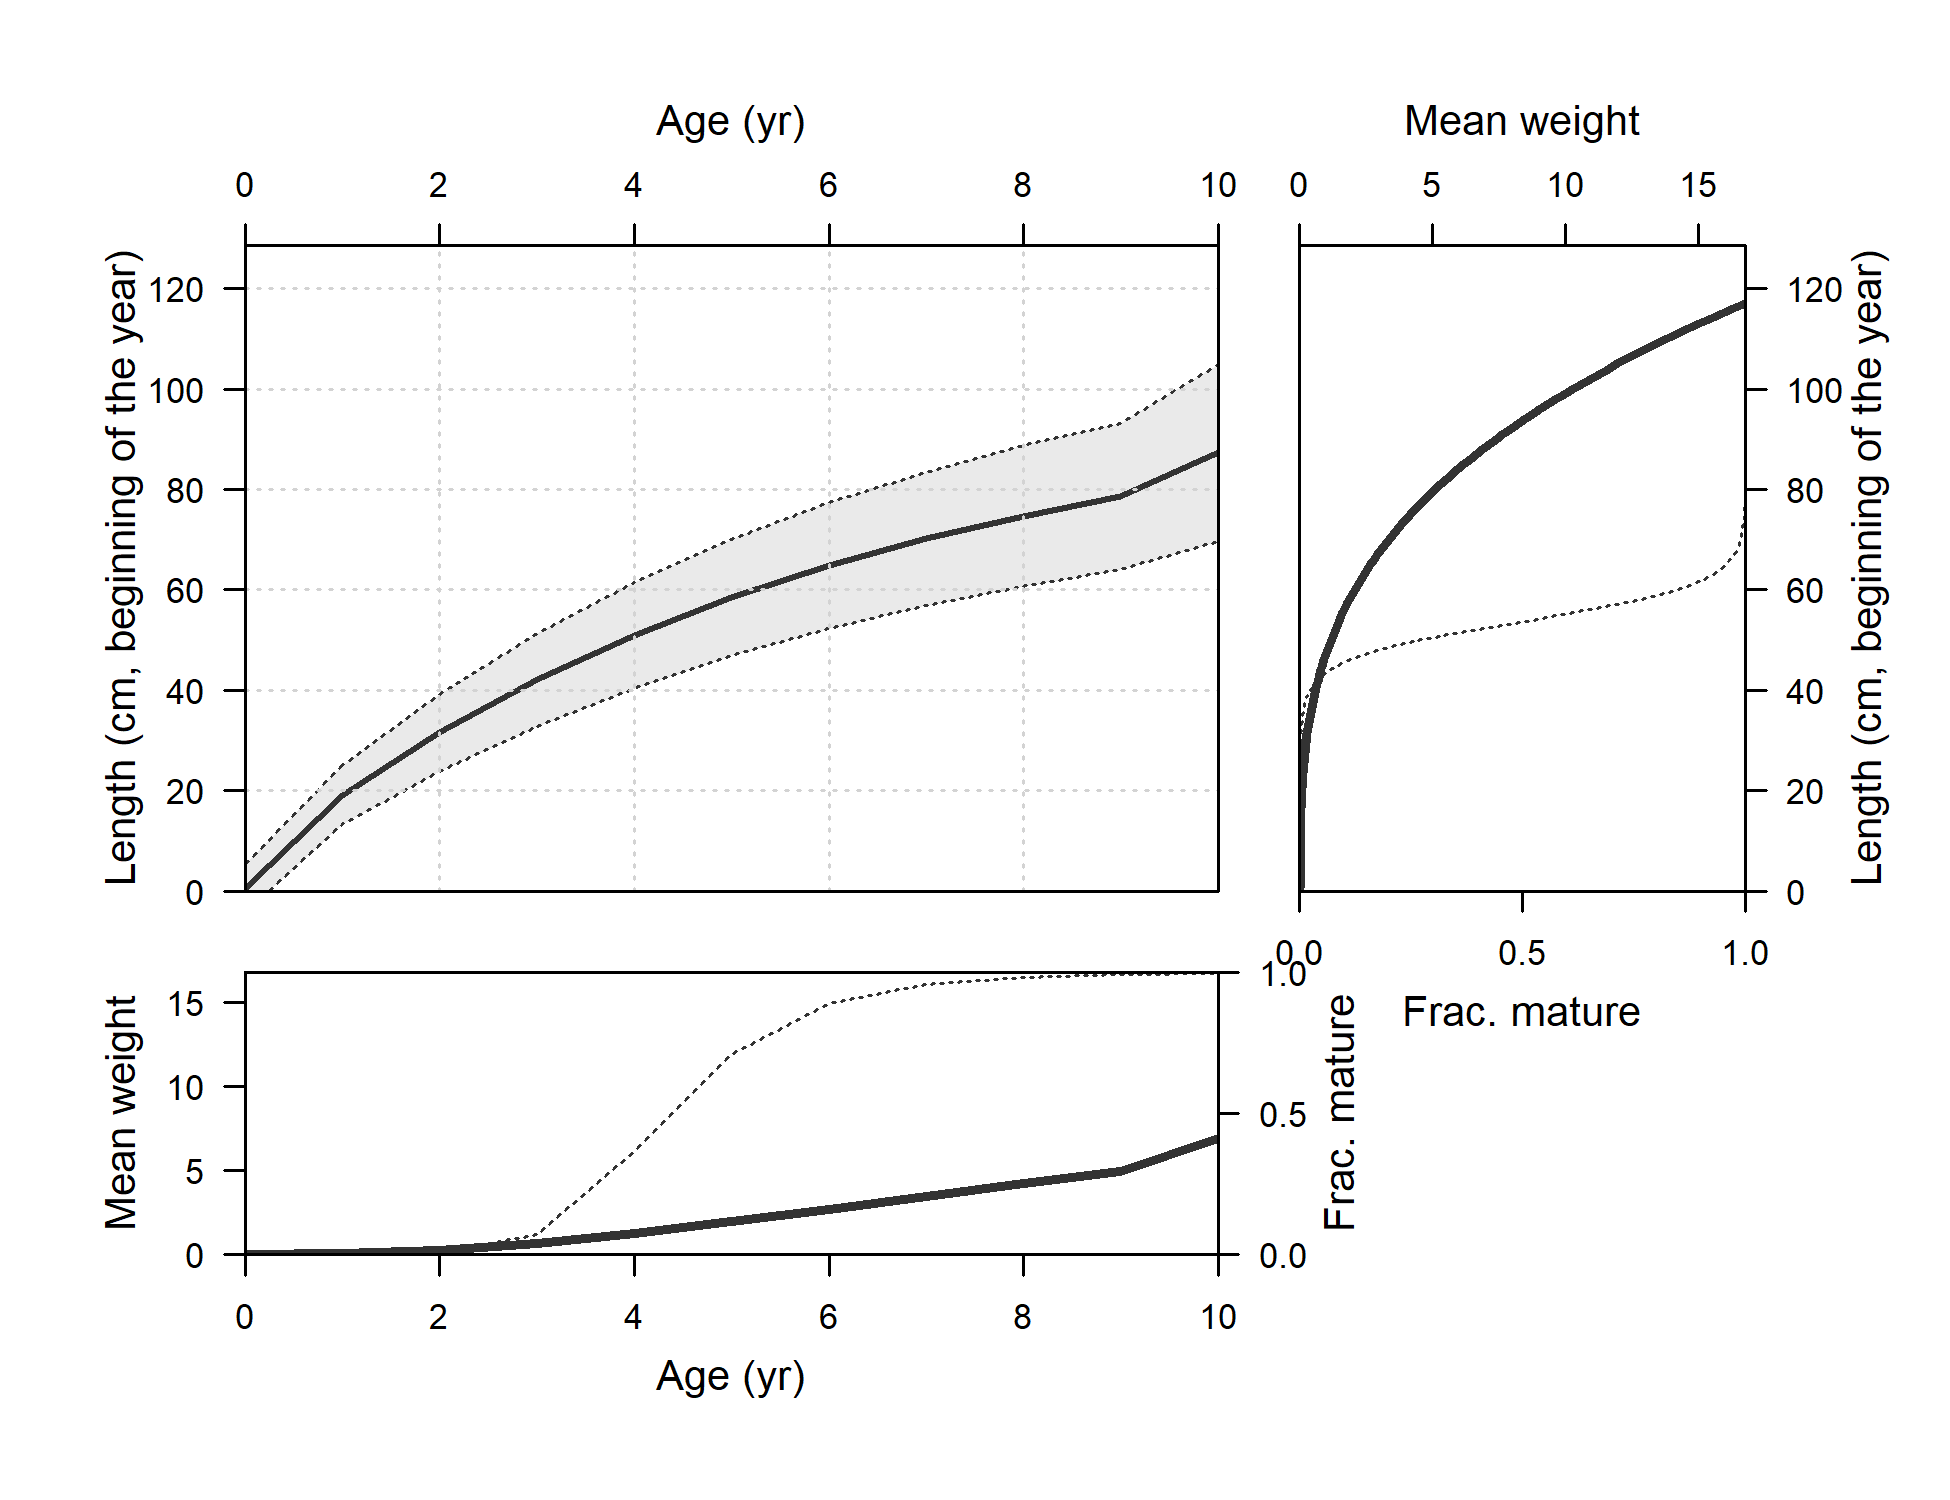 Age (yr)
Mean weight
0 2 4 6 8 10
0 5 10 15
Length (cm, beginning of the year)
120
100
80
60
40
20
0
120
100
80
60
40
20
0
Length (cm, beginning of the year)
0.0 0.5 1.0
Frac. mature
Mean weight
15
10
5
0
1.0
0.5
0.0
Frac. mature
0 2 4 6 8 10
Age (yr)